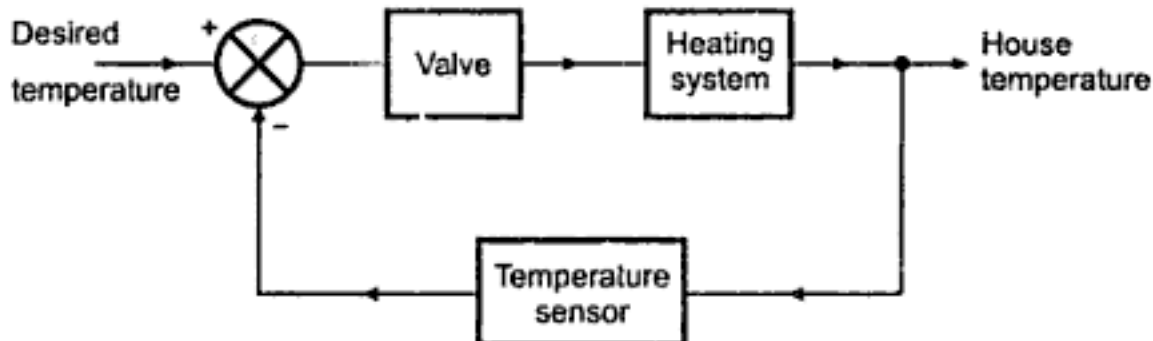 Desired
temperature
+
−
Valve
Heating
system
House
temperature
Temperature
sensor